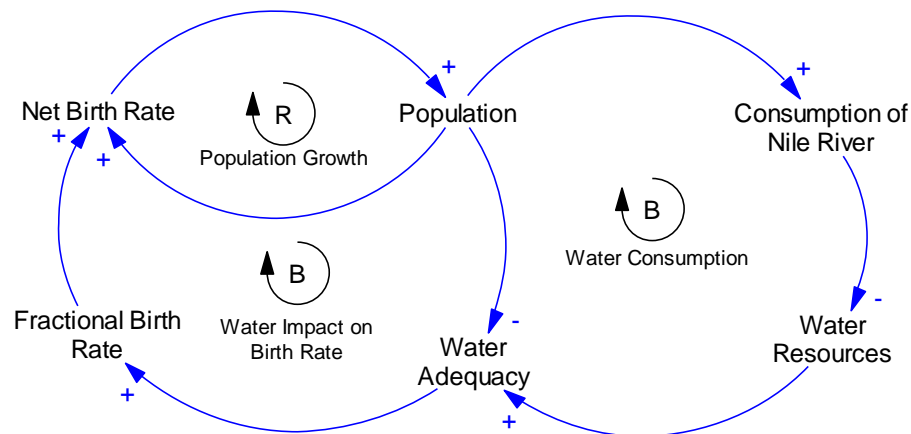 +
+
Net Birth Rate
R
Population
Consumption of
Nile River
+
+
Population Growth
B
Water Consumption
B
Fractional Birth
Rate
Water Impact on
Birth Rate
-
-
Water
Adequacy
Water
Resources
+
+